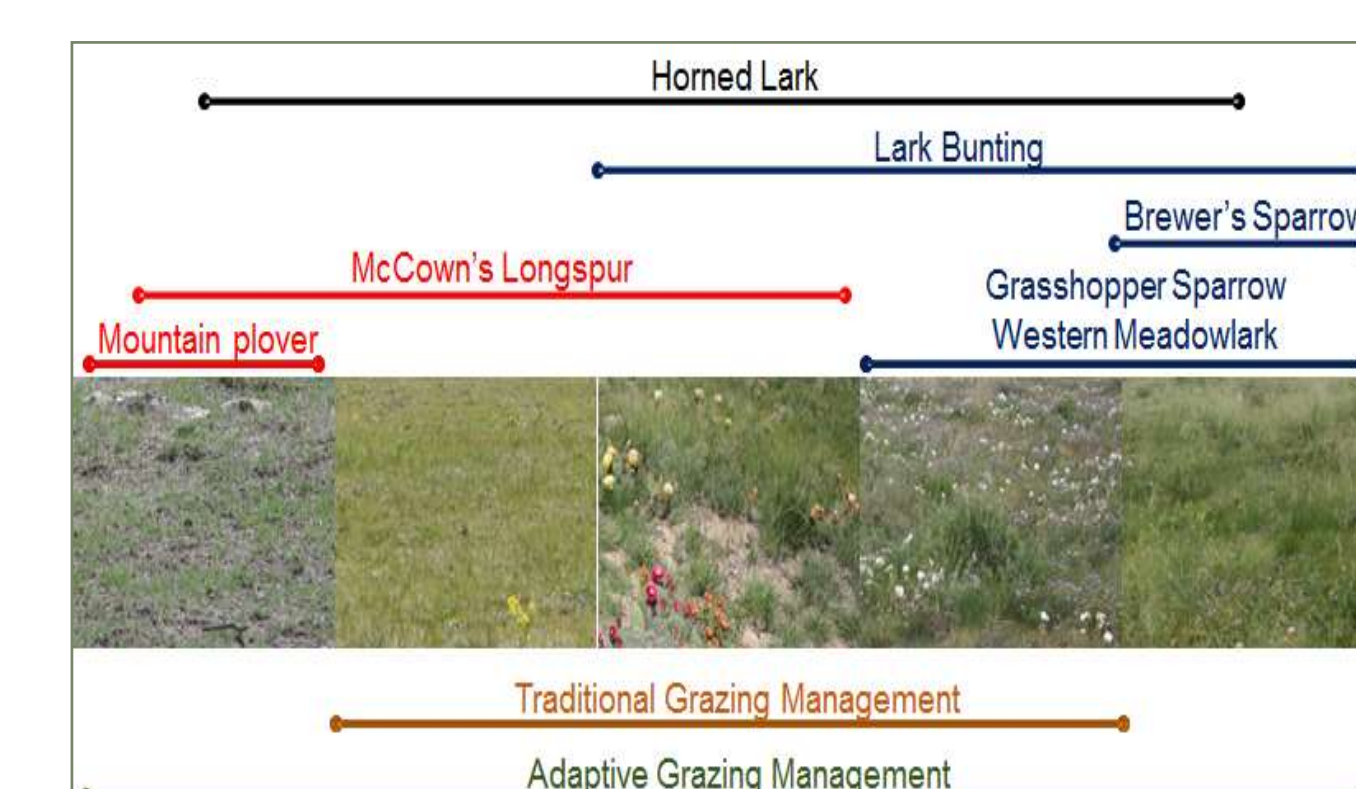 Horned Lark
Lark Bunting
Brewer's Sparrow
McCown's Longspur
Grasshopper Sparrow
Western Meadowlark
Mountain plover
Traditional Grazing Management
Adaptive Grazing Management